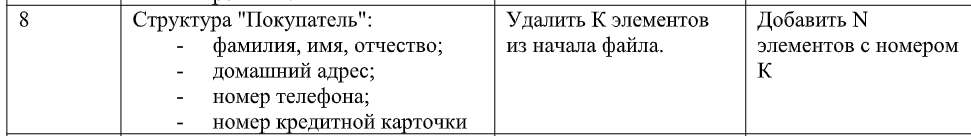 8
Структура "Покупатель":
- фамилия, имя, отчество;
- домашний адрес;
- номер телефона;
- номер кредитной карточки
Удалить К элементов
из начала файла.
Добавить N
элементов с номером
К